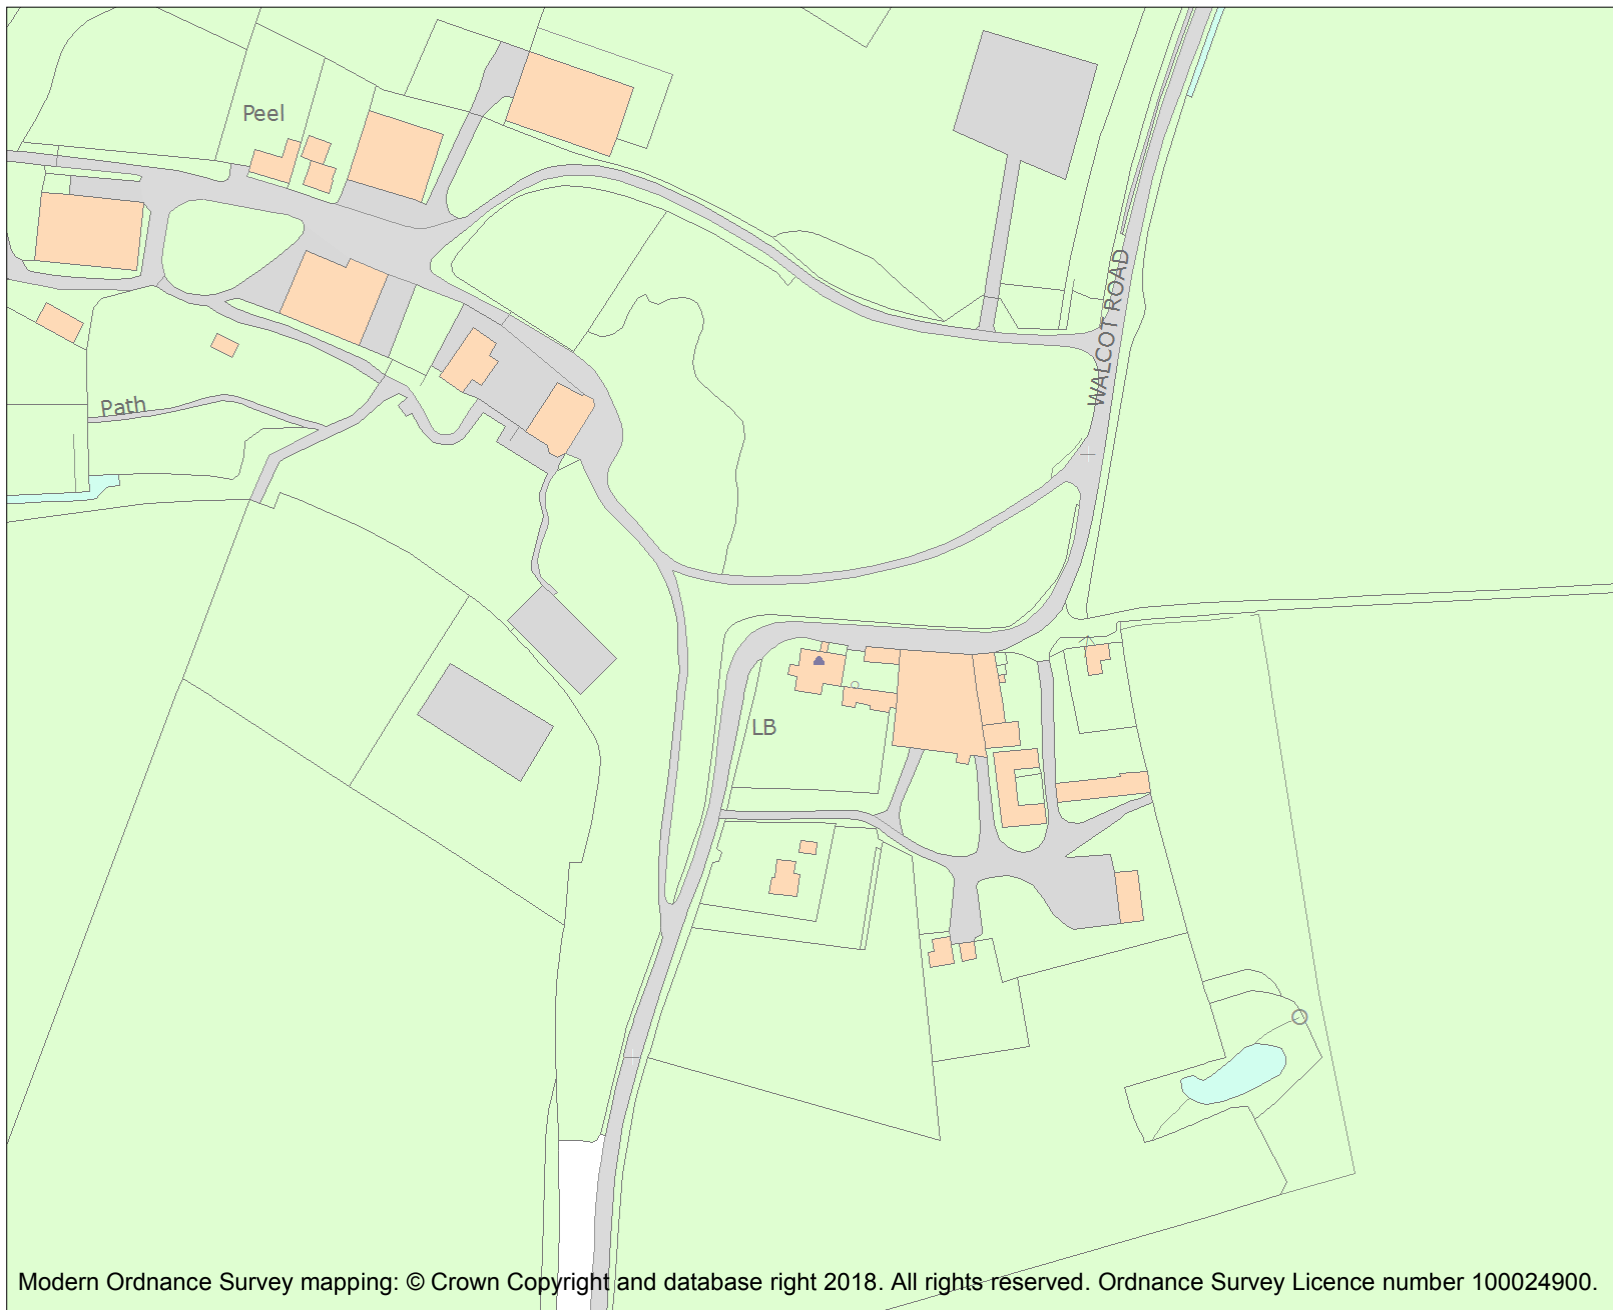 Peel
WALCOT ROAD
Path
LB
Modern Ordnance Survey mapping: © Crown Copyright and database right 2018. All rights reserved. Ordnance Survey Licence number 100024900.